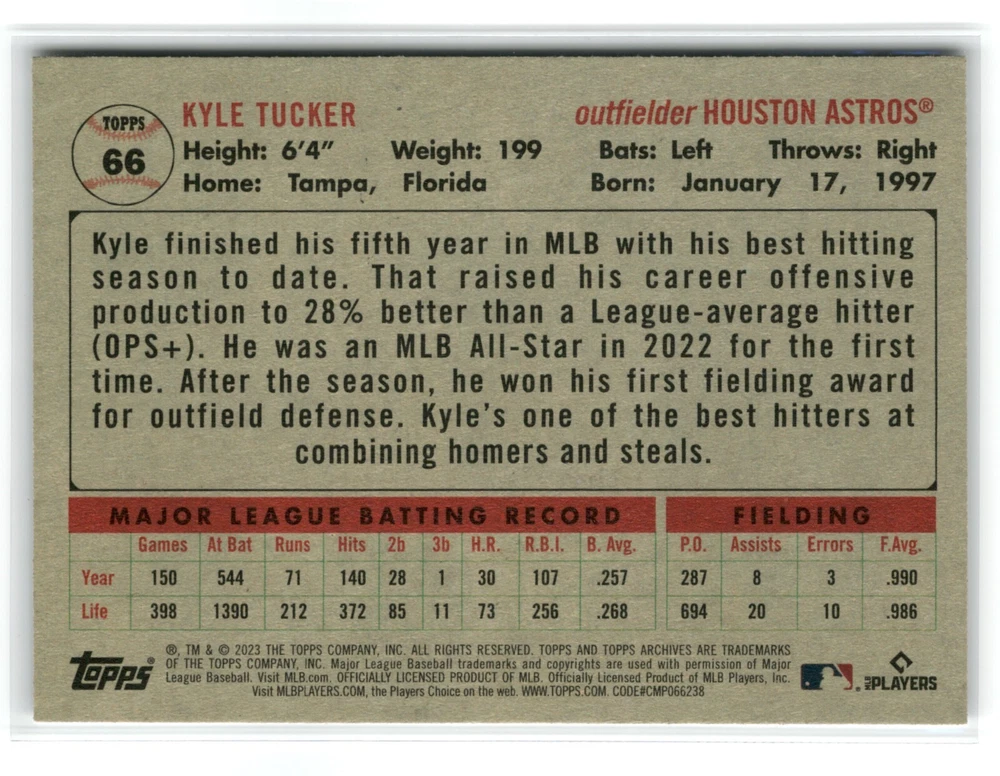 TOPPS
66
KYLE TUCKER
outfielder HOUSTON ASTROS®
Height: 6'4" Weight: 199 Bats: Left Throws: Right
Home: Tampa, Florida Born: January 17, 1997
Kyle finished his fifth year in MLB with his best hitting
season to date. That raised his career offensive
production to 28% better than a League-average hitter
(OPS+). He was an MLB All-Star in 2022 for the first
time. After the season, he won his first fielding award
for outfield defense. Kyle's one of the best hitters at
combining homers and steals.
MAJOR LEAGUE BATTING RECORD FIELDING
Games At Bat Runs Hits 2b 3b H.R. R.B.I. B. Avg. P.O. Assists Errors F.Avg.
Year 150 544 71 140 28 1 30 107 .257 287 8 3 .990
Life 398 1390 212 372 85 11 73 256 .268 694 20 10 .986
topps®
®, TM & © 2023 THE TOPPS COMPANY, INC. ALL RIGHTS RESERVED. TOPPS AND TOPPS ARCHIVES ARE TRADEMARKS
OF THE TOPPS COMPANY, INC. Major League Baseball trademarks and copyrights are used with permission of Major
League Baseball. Visit MLB.com. OFFICIALLY LICENSED PRODUCT OF MLB. Officially Licensed Product of MLB Players, Inc.
Visit MLBPLAYERS.COM, the Players Choice on the web. WWW.TOPPS.COM. CODE#CMP066238
MLB PLAYERS